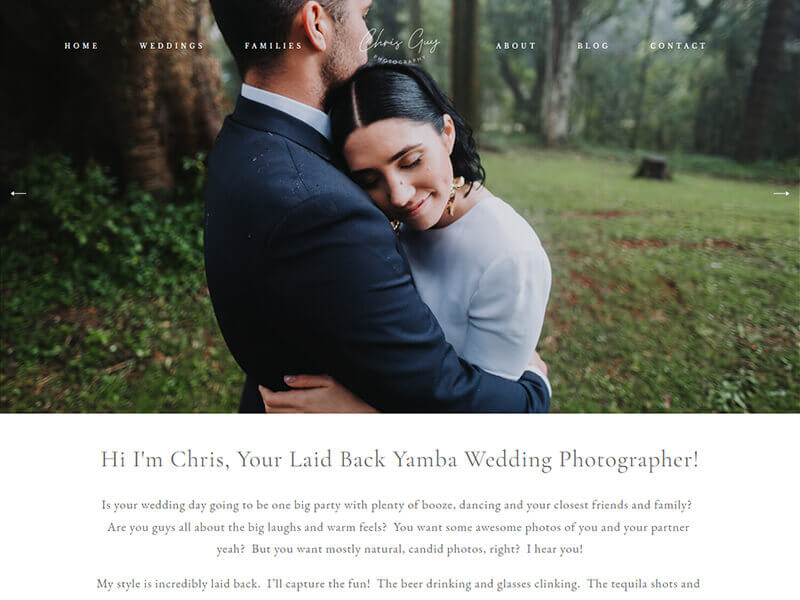 HOME WEDDINGS FAMILIES Chris Guy ABOUT BLOG CONTACT
PHOTOGRAPHY
Hi I'm Chris, Your Laid Back Yamba Wedding Photographer!
Is your wedding day going to be one big party with plenty of booze, dancing and your closest friends and family?
Are you guys all about the big laughs and warm feels? You want some awesome photos of you and your partner
yeah? But you want mostly natural, candid photos, right? I hear you!
My style is incredibly laid back. I'll capture the fun! The beer drinking and glasses clinking. The tequila shots and